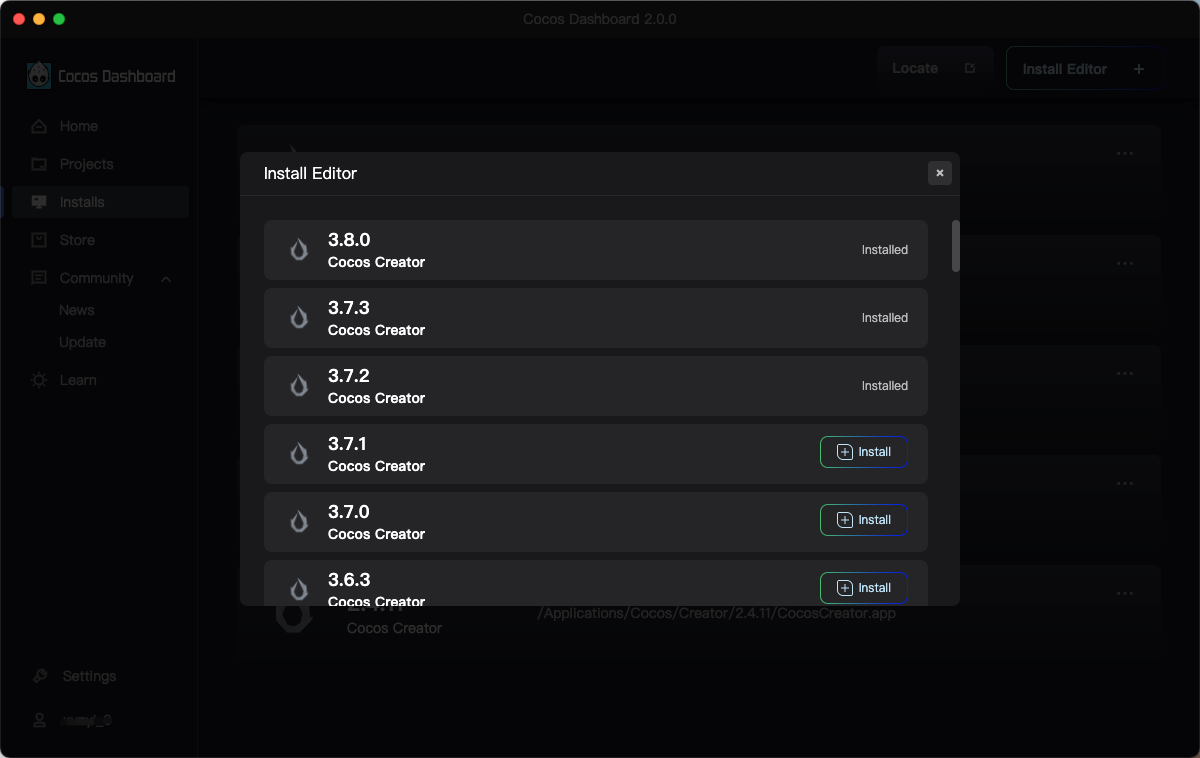 Cocos Dashboard 2.0.0
Cocos Dashboard
Locate
Install Editor
Home
Projects
Installs
Store
Community
News
Update
Learn
Settings
Install Editor
3.8.0
Cocos Creator
Installed
3.7.3
Cocos Creator
Installed
3.7.2
Cocos Creator
Installed
3.7.1
Cocos Creator
Install
3.7.0
Cocos Creator
Install
3.6.3
Cocos Creator
Install
/Applications/Cocos/Creator/2.4.11/CocosCreator.app
Cocos Creator